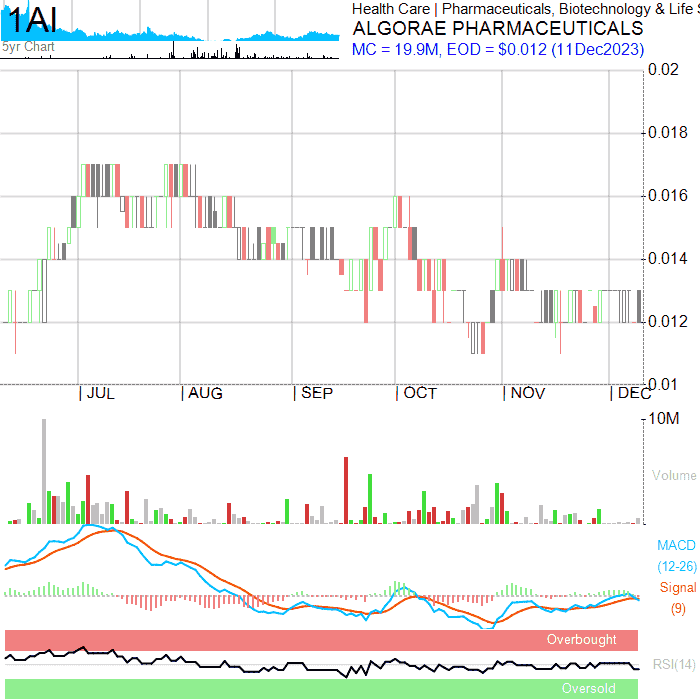 1AI
5yr Chart
Health Care | Pharmaceuticals, Biotechnology & Life S
ALGORAE PHARMACEUTICALS
MC = 19.9M, EOD = $0.012 (11Dec2023)
0.02
0.018
0.016
0.014
0.012
0.01
JUL AUG SEP OCT NOV DEC
10M
Volume
MACD
(12-26)
Signal
(9)
Overbought
RSI(14)
Oversold